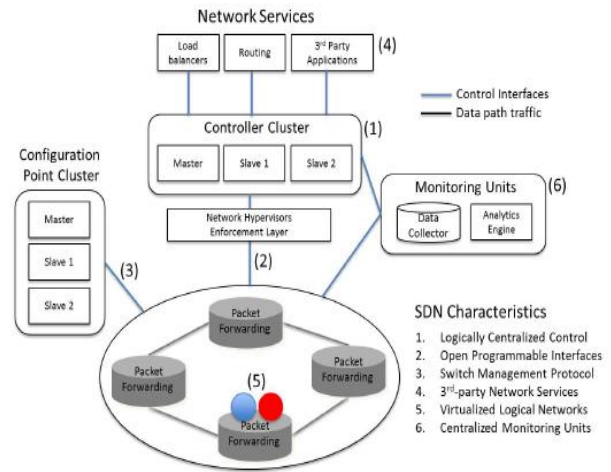 Network Services
Load
balancers
Routing
3rd Party
Applications
(4)
Control Interfaces
Data path traffic
Controller Cluster
(1)
Master
Slave 1
Slave 2
Configuration
Point Cluster
Master
Slave 1
Slave 2
(3)
Network Hypervisors
Enforcement Layer
(2)
Monitoring Units
(6)
Data
Collector
Analytics
Engine
Packet
Forwarding
Packet
Forwarding
Packet
Forwarding
(5)
Packet
Forwarding
SDN Characteristics
1. Logically Centralized Control
2. Open Programmable Interfaces
3. Switch Management Protocol
4. 3rd-party Network Services
5. Virtualized Logical Networks
6. Centralized Monitoring Units